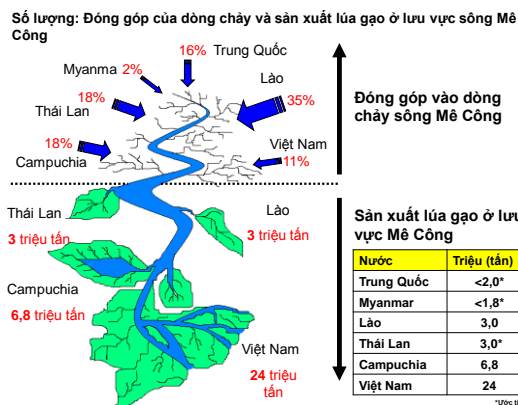 Số lượng: Đóng góp của dòng chảy và sản xuất lúa gạo ở lưu vực sông Mê
Công
16% Trung Quốc
Myanma 2%
Lào
18%
35%
Thái Lan
Đóng góp vào dòng
chảy sông Mê Công
18%
Việt Nam
11%
Campuchia
Thái Lan
Lào
3 triệu tấn
3 triệu tấn
Sản xuất lúa gạo ở lưu
vực Mê Công
Nước Triệu (tấn)
Trung Quốc <2,0*
Myanmar <1,8*
Lào 3,0
Thái Lan 3,0*
Campuchia 6,8
Việt Nam 24
Campuchia
6,8 triệu tấn
Việt Nam
24 triệu
tấn